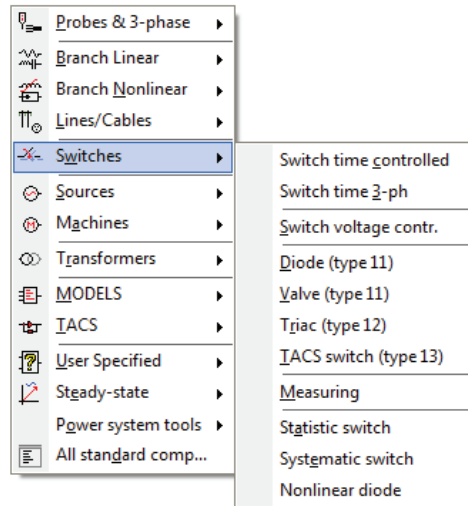 Probes & 3-phase
Branch Linear
Branch Nonlinear
Lines/Cables
Switches
Sources
Machines
Transformers
MODELS
TACS
User Specified
Steady-state
Power system tools
All standard comp...
Switch time controlled
Switch time 3-ph
Switch voltage contr.
Diode (type 11)
Valve (type 11)
Triac (type 12)
TACS switch (type 13)
Measuring
Statistic switch
Systematic switch
Nonlinear diode